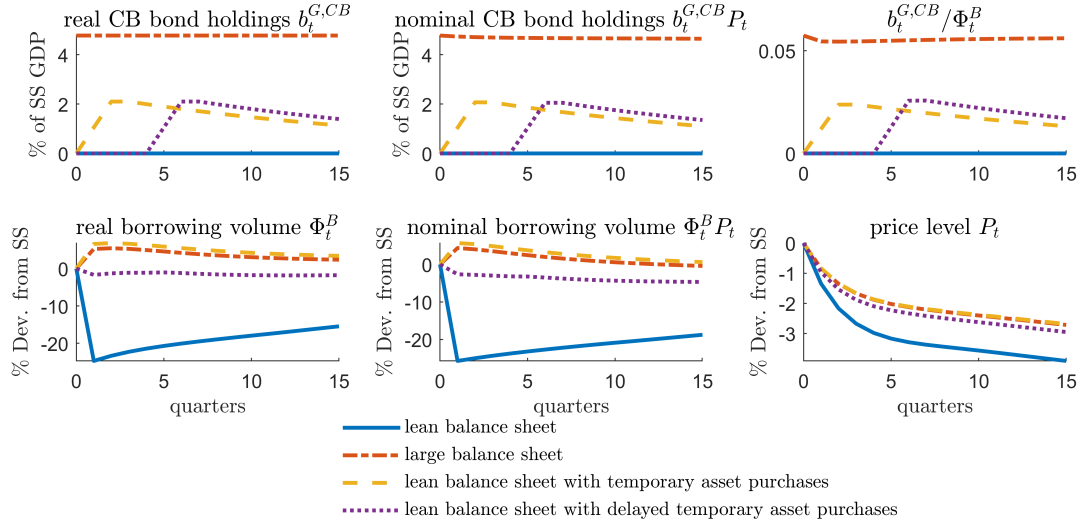 real CB bond holdings $b_t^{G,CB}$
nominal CB bond holdings $b_t^{G,CB} P_t$
$b_t^{G,CB}/\Phi_t^B$
% of SS GDP
4
2
0
0 5 10 15
% of SS GDP
4
2
0
0 5 10 15
0.05
0
0 5 10 15
real borrowing volume $\Phi_t^B$
nominal borrowing volume $\Phi_t^B P_t$
price level $P_t$
% Dev. from SS
0
-10
-20
0 5 10 15
quarters
% Dev. from SS
0
-10
-20
0 5 10 15
quarters
% Dev. from SS
0
-1
-2
-3
0 5 10 15
quarters
lean balance sheet
large balance sheet
lean balance sheet with temporary asset purchases
lean balance sheet with delayed temporary asset purchases